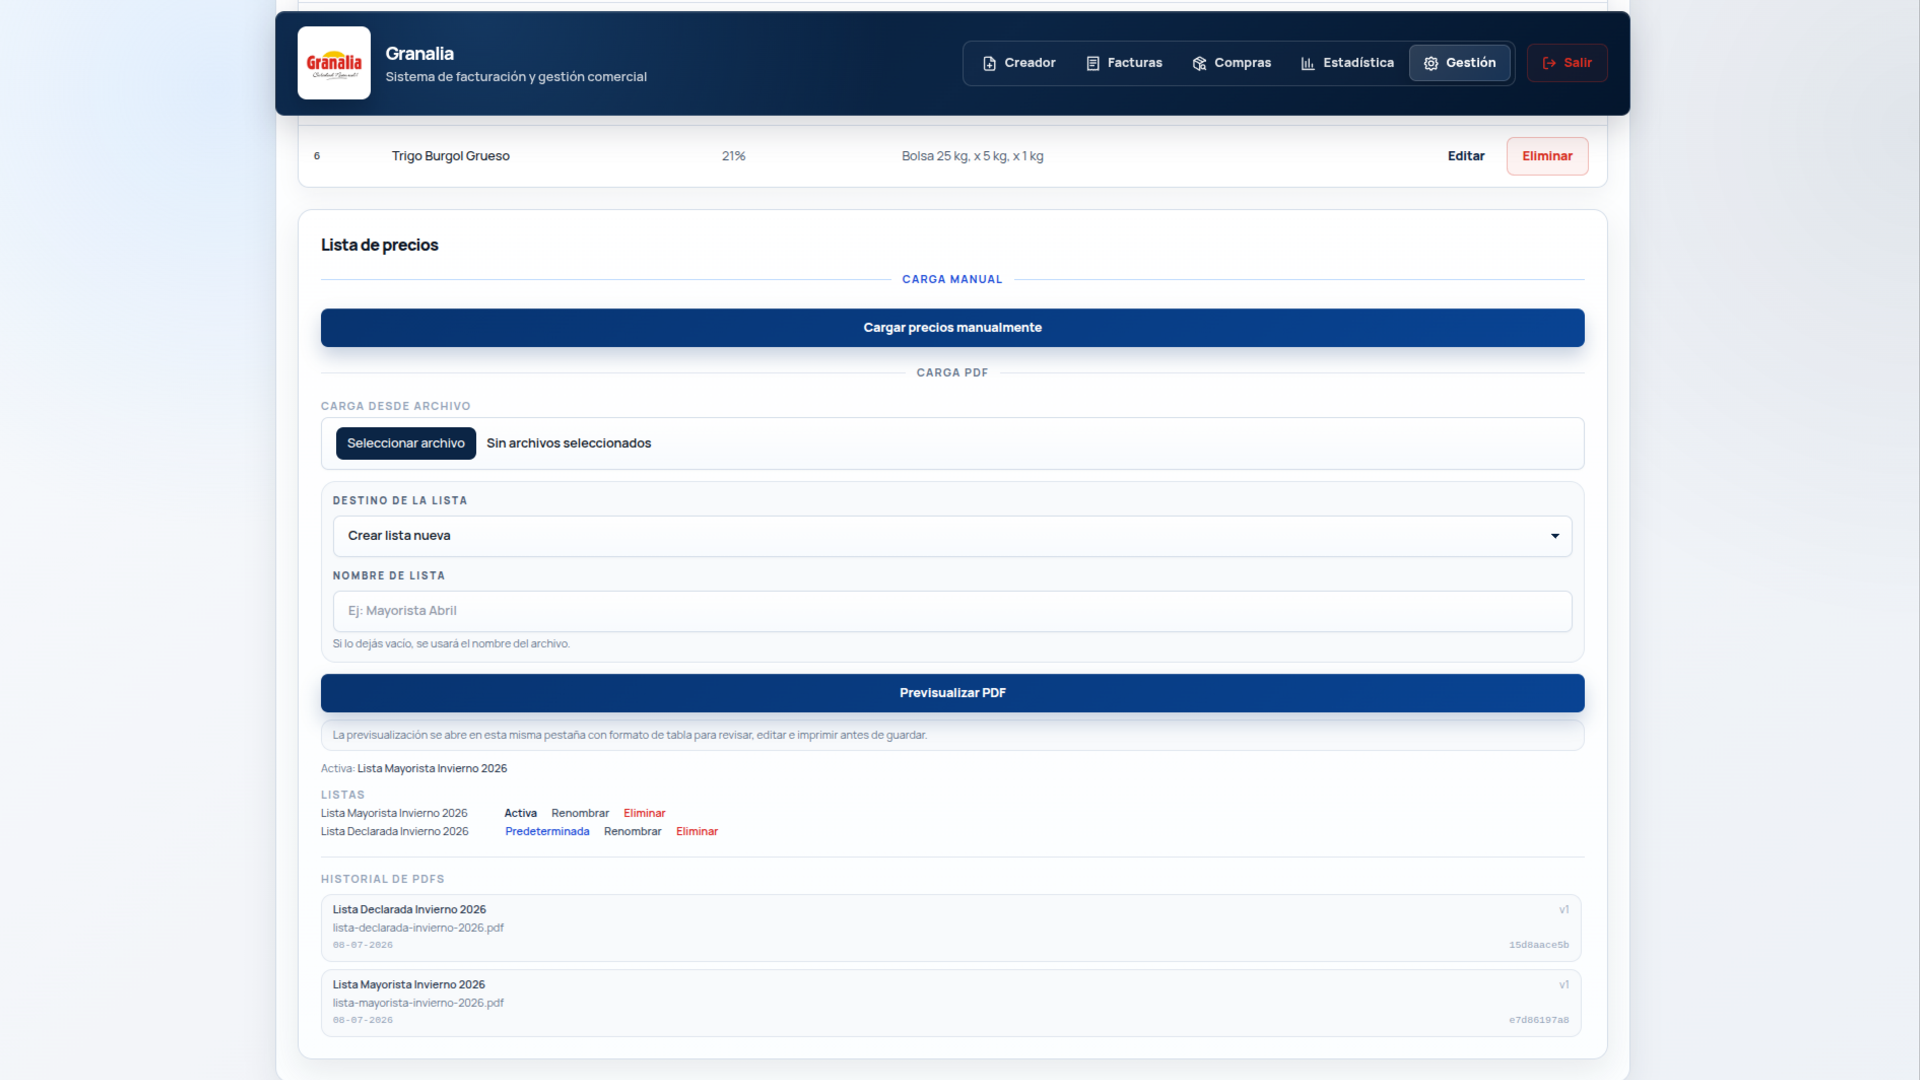 Granalia
Calidad Natural
Granalia
Sistema de facturación y gestión comercial
Creador
Facturas
Compras
Estadística
Gestión
Salir
6 Trigo Burgol Grueso 21% Bolsa 25 kg, x 5 kg, x 1 kg Editar Eliminar
Lista de precios
CARGA MANUAL
Cargar precios manualmente
CARGA PDF
CARGA DESDE ARCHIVO
Seleccionar archivo Sin archivos seleccionados
DESTINO DE LA LISTA
Crear lista nueva
NOMBRE DE LISTA
Ej: Mayorista Abril
Si lo dejás vacío, se usará el nombre del archivo.
Previsualizar PDF
La previsualización se abre en esta misma pestaña con formato de tabla para revisar, editar e imprimir antes de guardar.
Activa: Lista Mayorista Invierno 2026
LISTAS
Lista Mayorista Invierno 2026 Activa Renombrar Eliminar
Lista Declarada Invierno 2026 Predeterminada Renombrar Eliminar
HISTORIAL DE PDFS
Lista Declarada Invierno 2026 v1
lista-declarada-invierno-2026.pdf
08-07-2026 15d8aace5b
Lista Mayorista Invierno 2026 v1
lista-mayorista-invierno-2026.pdf
08-07-2026 e7d86197a8